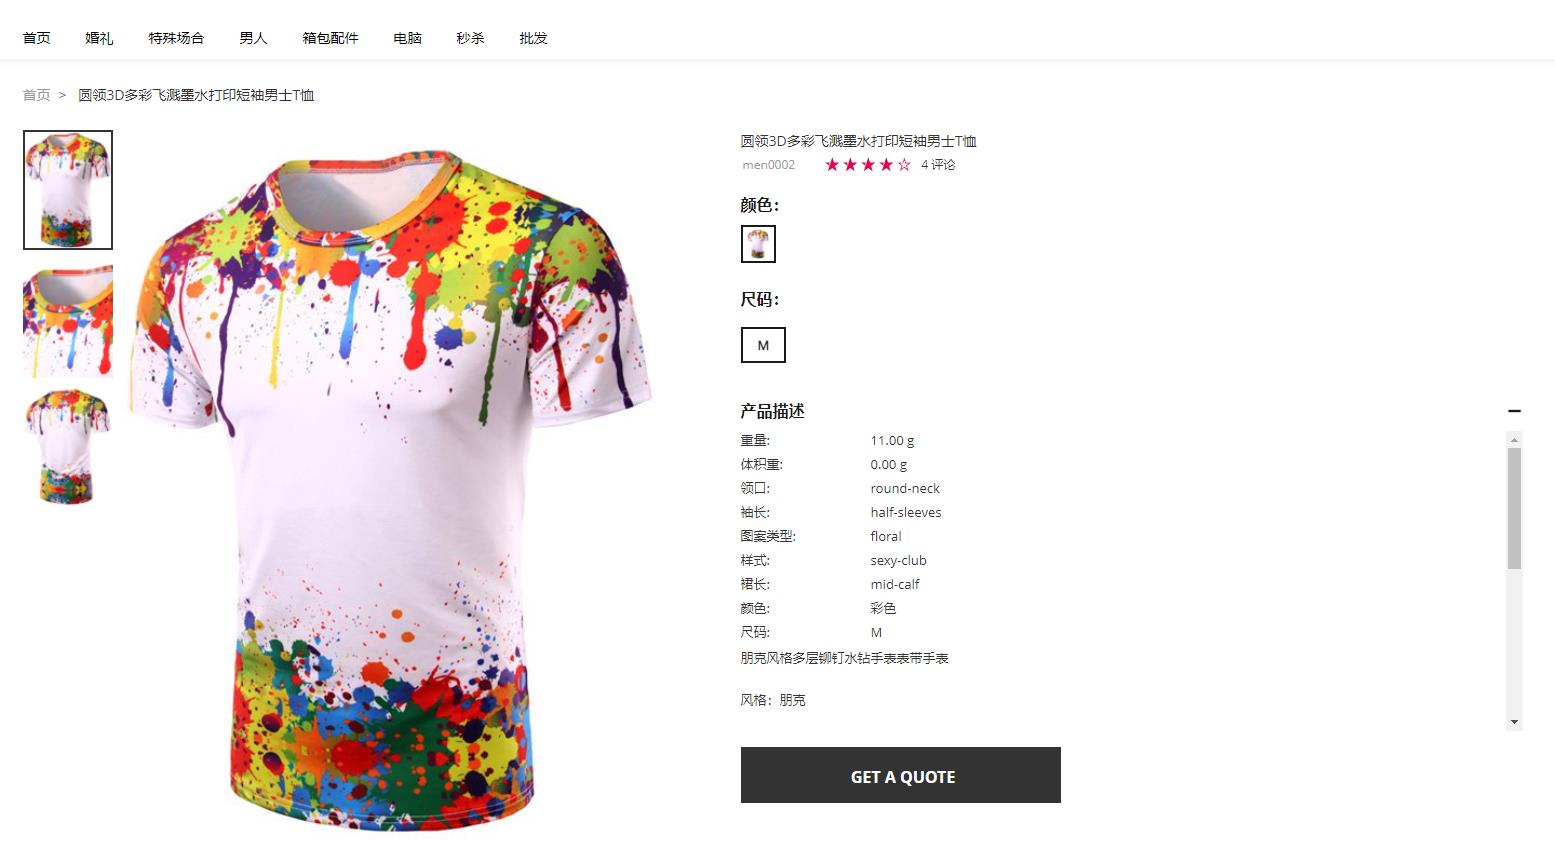 首页 婚礼 特殊场合 男人 箱包配件 电脑 秒杀 批发
首页 > 圆领3D多彩飞溅墨水打印短袖男士T恤
圆领3D多彩飞溅墨水打印短袖男士T恤
men0002 ★★★★☆ 4 评论
颜色：
尺码：
M
产品描述
重量: 11.00 g
体积重: 0.00 g
领口: round-neck
袖长: half-sleeves
图案类型: floral
样式: sexy-club
裙长: mid-calf
颜色: 彩色
尺码: M
朋克风格多层铆钉水钻手表表带手表
风格：朋克
GET A QUOTE